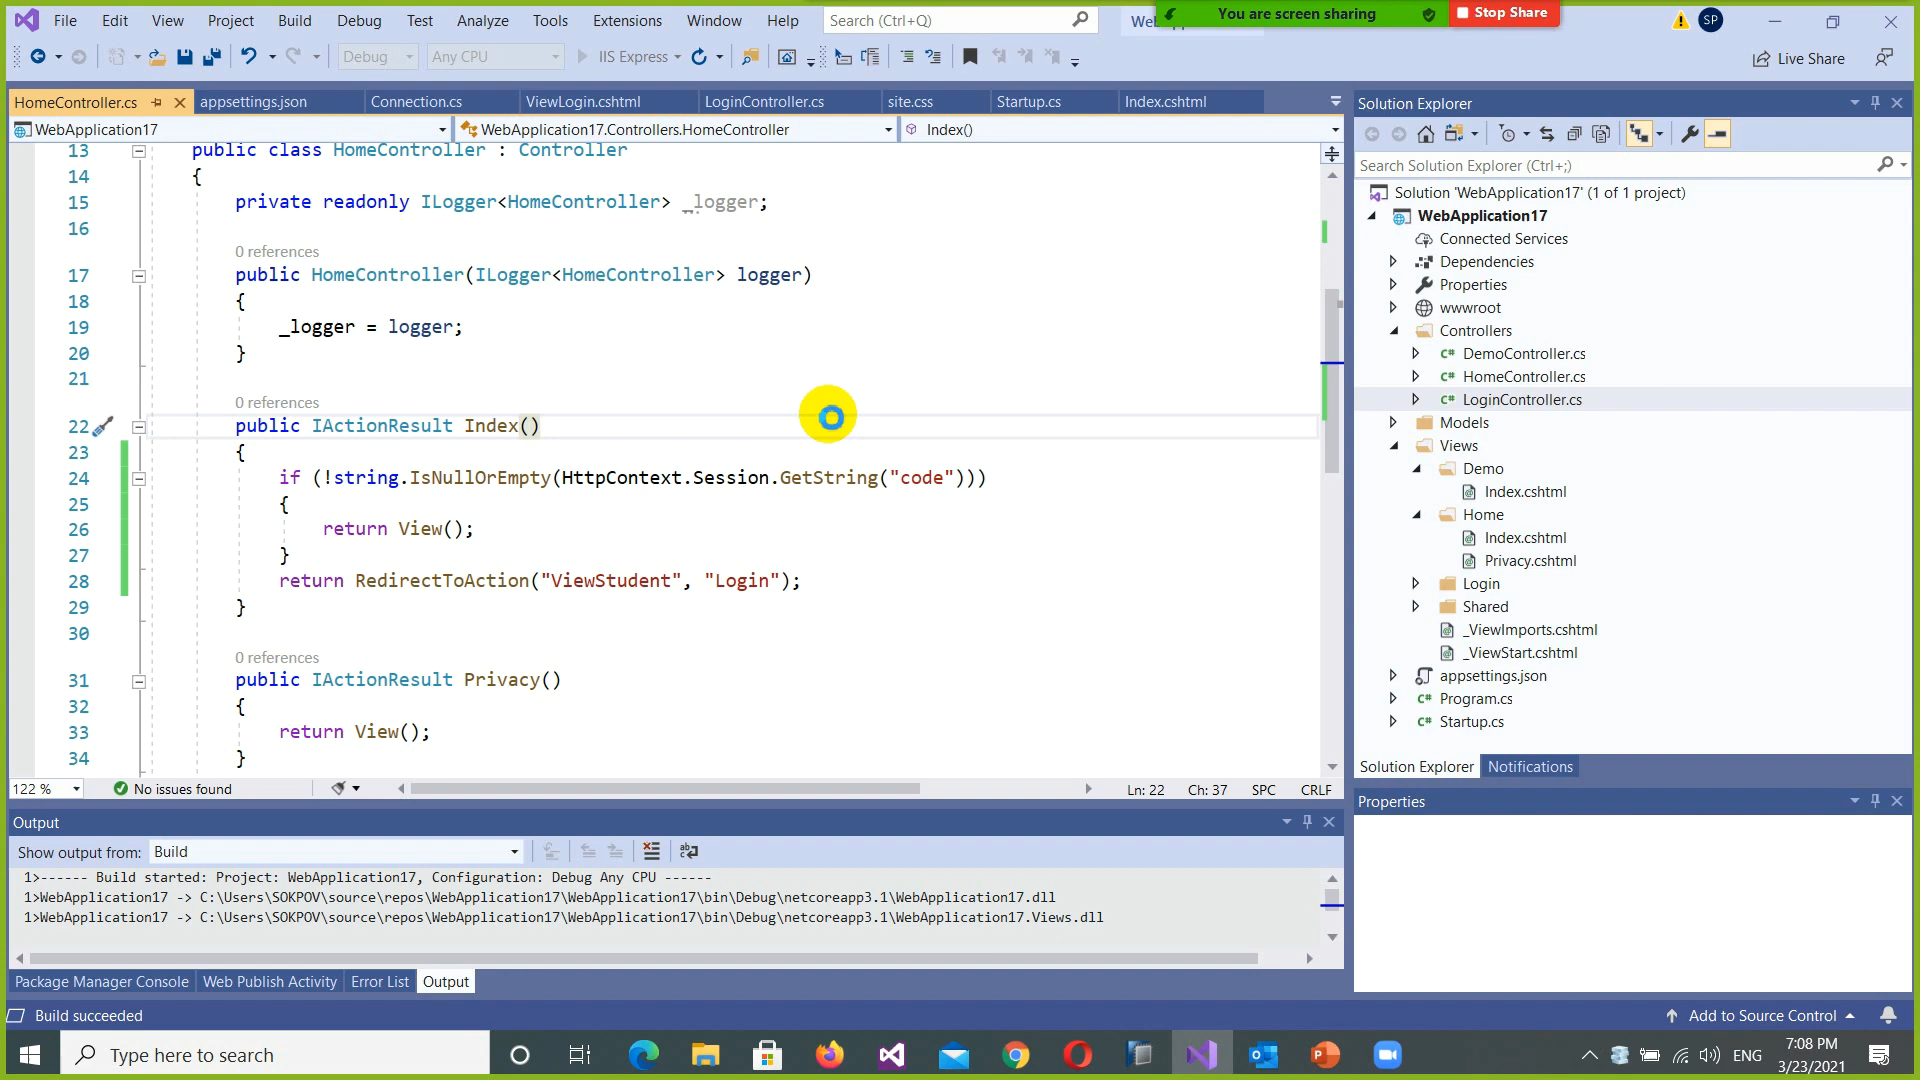 File Edit View Project Build Debug Test Analyze Tools Extensions Window Help Search (Ctrl+Q)
You are screen sharing Stop Share SP
Debug Any CPU IIS Express Live Share
HomeController.cs appsettings.json Connection.cs ViewLogin.cshtml LoginController.cs site.css Startup.cs Index.cshtml
WebApplication17 WebApplication17.Controllers.HomeController Index()
13 public class HomeController : Controller
14 {
15 private readonly ILogger<HomeController> _logger;
16
0 references
17 public HomeController(ILogger<HomeController> logger)
18 {
19 _logger = logger;
20 }
21
0 references
22 public IActionResult Index()
23 {
24 if (!string.IsNullOrEmpty(HttpContext.Session.GetString("code")))
25 {
26 return View();
27 }
28 return RedirectToAction("ViewStudent", "Login");
29 }
30
0 references
31 public IActionResult Privacy()
32 {
33 return View();
34 }
122 % No issues found Ln: 22 Ch: 37 SPC CRLF
Output
Show output from: Build
1>------ Build started: Project: WebApplication17, Configuration: Debug Any CPU ------
1>WebApplication17 -> C:\Users\SOKPOV\source\repos\WebApplication17\WebApplication17\bin\Debug\netcoreapp3.1\WebApplication17.dll
1>WebApplication17 -> C:\Users\SOKPOV\source\repos\WebApplication17\WebApplication17\bin\Debug\netcoreapp3.1\WebApplication17.Views.dll
Package Manager Console Web Publish Activity Error List Output
Solution Explorer
Search Solution Explorer (Ctrl+;)
Solution 'WebApplication17' (1 of 1 project)
WebApplication17
Connected Services
Dependencies
Properties
wwwroot
Controllers
C# DemoController.cs
C# HomeController.cs
C# LoginController.cs
Models
Views
Demo
Index.cshtml
Home
Index.cshtml
Privacy.cshtml
Login
Shared
_ViewImports.cshtml
_ViewStart.cshtml
appsettings.json
C# Program.cs
C# Startup.cs
Solution Explorer Notifications
Properties
Build succeeded Add to Source Control
Type here to search ENG 7:08 PM
3/23/2021